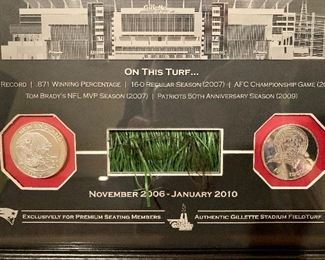 ON THIS TURF...
RECORD | .871 WINNING PERCENTAGE | 16-0 REGULAR SEASON (2007) | AFC CHAMPIONSHIP GAME (20
TOM BRADY'S NFL MVP SEASON (2007) | PATRIOTS 50TH ANNIVERSARY SEASON (2009)
NOVEMBER 2006 - JANUARY 2010
EXCLUSIVELY FOR PREMIUM SEATING MEMBERS
AUTHENTIC GILLETTE STADIUM FIELDTURF